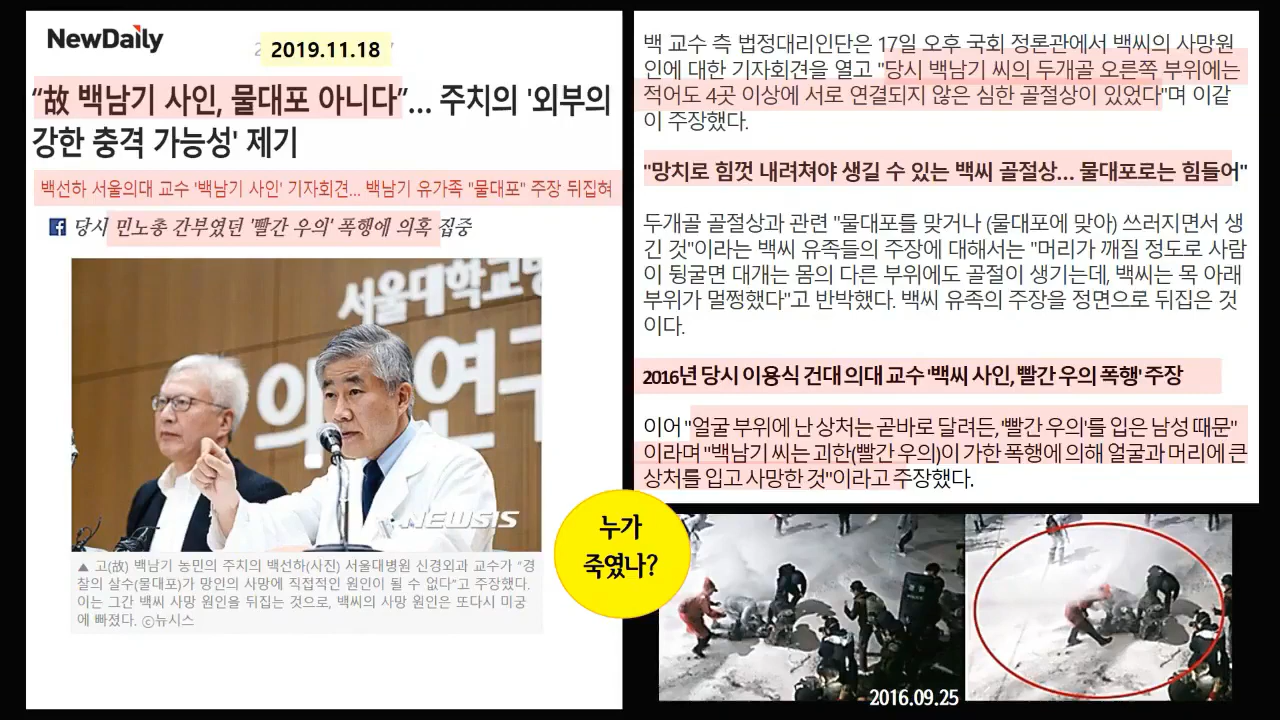 NewDaily
2019.11.18
“故 백남기 사인, 물대포 아니다”... 주치의 '외부의
강한 충격 가능성' 제기
백선하 서울의대 교수 '백남기 사인' 기자회견... 백남기 유가족 "물대포" 주장 뒤집혀
당시 민노총 간부였던 '빨간 우의' 폭행에 의혹 집중
서울대학교병
의 연구
NEWSIS
▲ 고(故) 백남기 농민의 주치의 백선하(사진) 서울대병원 신경외과 교수가 “경
찰의 살수(물대포)가 망인의 사망에 직접적인 원인이 될 수 없다”고 주장했다.
이는 그간 백씨 사망 원인을 뒤집는 것으로, 백씨의 사망 원인은 또다시 미궁
에 빠졌다. ⓒ뉴시스
백 교수 측 법정대리인단은 17일 오후 국회 정론관에서 백씨의 사망원
인에 대한 기자회견을 열고 "당시 백남기 씨의 두개골 오른쪽 부위에는
적어도 4곳 이상에 서로 연결되지 않은 심한 골절상이 있었다"며 이같
이 주장했다.
"망치로 힘껏 내려쳐야 생길 수 있는 백씨 골절상... 물대포로는 힘들어"
두개골 골절상과 관련 "물대포를 맞거나 (물대포에 맞아) 쓰러지면서 생
긴 것"이라는 백씨 유족들의 주장에 대해서는 "머리가 깨질 정도로 사람
이 뒹굴면 대개는 몸의 다른 부위에도 골절이 생기는데, 백씨는 목 아래
부위가 멀쩡했다"고 반박했다. 백씨 유족의 주장을 정면으로 뒤집은 것
이다.
2016년 당시 이용식 건대 의대 교수 '백씨 사인, 빨간 우의 폭행' 주장
이어 "얼굴 부위에 난 상처는 곧바로 달려든, '빨간 우의'를 입은 남성 때문"
이라며 "백남기 씨는 괴한(빨간 우의)이 가한 폭행에 의해 얼굴과 머리에 큰
상처를 입고 사망한 것"이라고 주장했다.
누가
죽였나?
2016.09.25